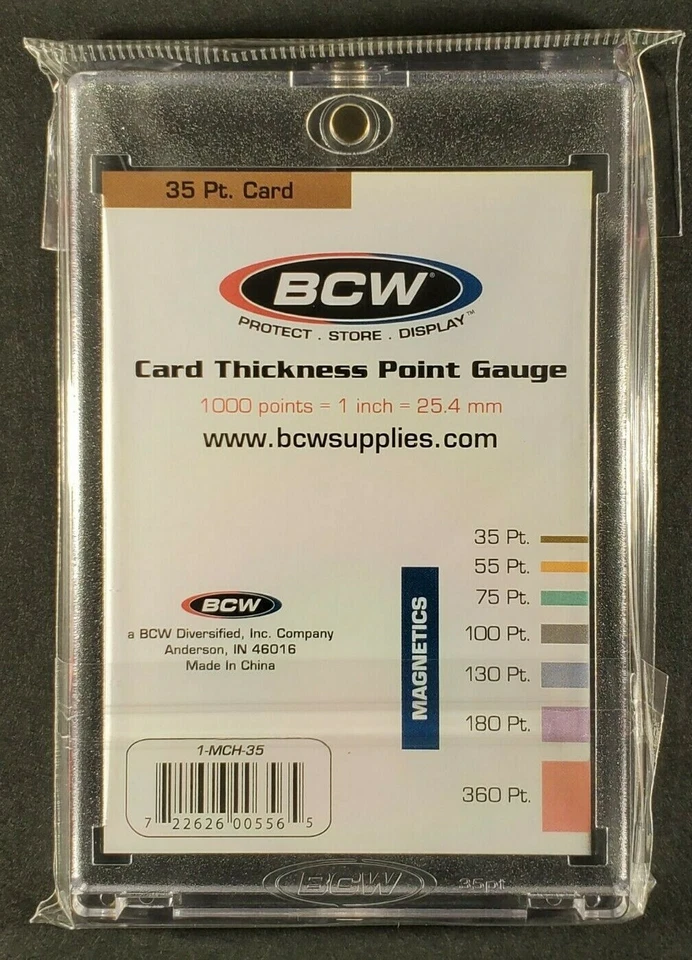 35 Pt. Card
BCW®
PROTECT . STORE . DISPLAY™
Card Thickness Point Gauge
1000 points = 1 inch = 25.4 mm
www.bcwsupplies.com
35 Pt.
55 Pt.
75 Pt.
100 Pt.
130 Pt.
180 Pt.
360 Pt.
MAGNETICS
BCW
a BCW Diversified, Inc. Company
Anderson, IN 46016
Made In China
1-MCH-35
7 22626 00556 5
BCW
35pt